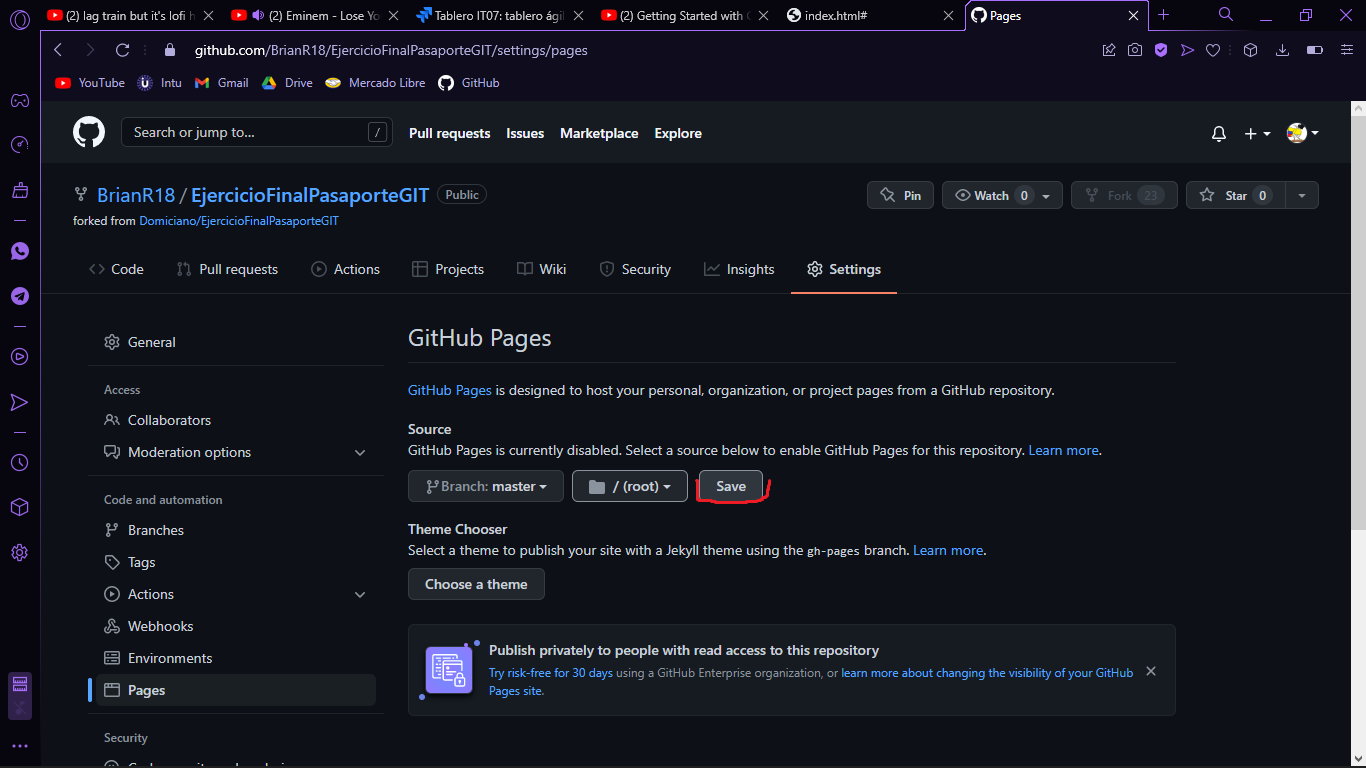 (2) lag train but it's lofi h
(2) Eminem - Lose Yo
Tablero IT07: tablero ági
(2) Getting Started with
index.html#
Pages
github.com/BrianR18/EjercicioFinalPasaporteGIT/settings/pages
YouTube Intu Gmail Drive Mercado Libre GitHub
Search or jump to... /
Pull requests Issues Marketplace Explore
BrianR18 / EjercicioFinalPasaporteGIT Public
Pin Watch 0 Fork 23 Star 0
forked from Domiciano/EjercicioFinalPasaporteGIT
Code Pull requests Actions Projects Wiki Security Insights Settings
General
Access
Collaborators
Moderation options
Code and automation
Branches
Tags
Actions
Webhooks
Environments
Pages
Security
GitHub Pages
GitHub Pages is designed to host your personal, organization, or project pages from a GitHub repository.
Source
GitHub Pages is currently disabled. Select a source below to enable GitHub Pages for this repository. Learn more.
Branch: master / (root) Save
Theme Chooser
Select a theme to publish your site with a Jekyll theme using the gh-pages branch. Learn more.
Choose a theme
Publish privately to people with read access to this repository
Try risk-free for 30 days using a GitHub Enterprise organization, or learn more about changing the visibility of your GitHub
Pages site.